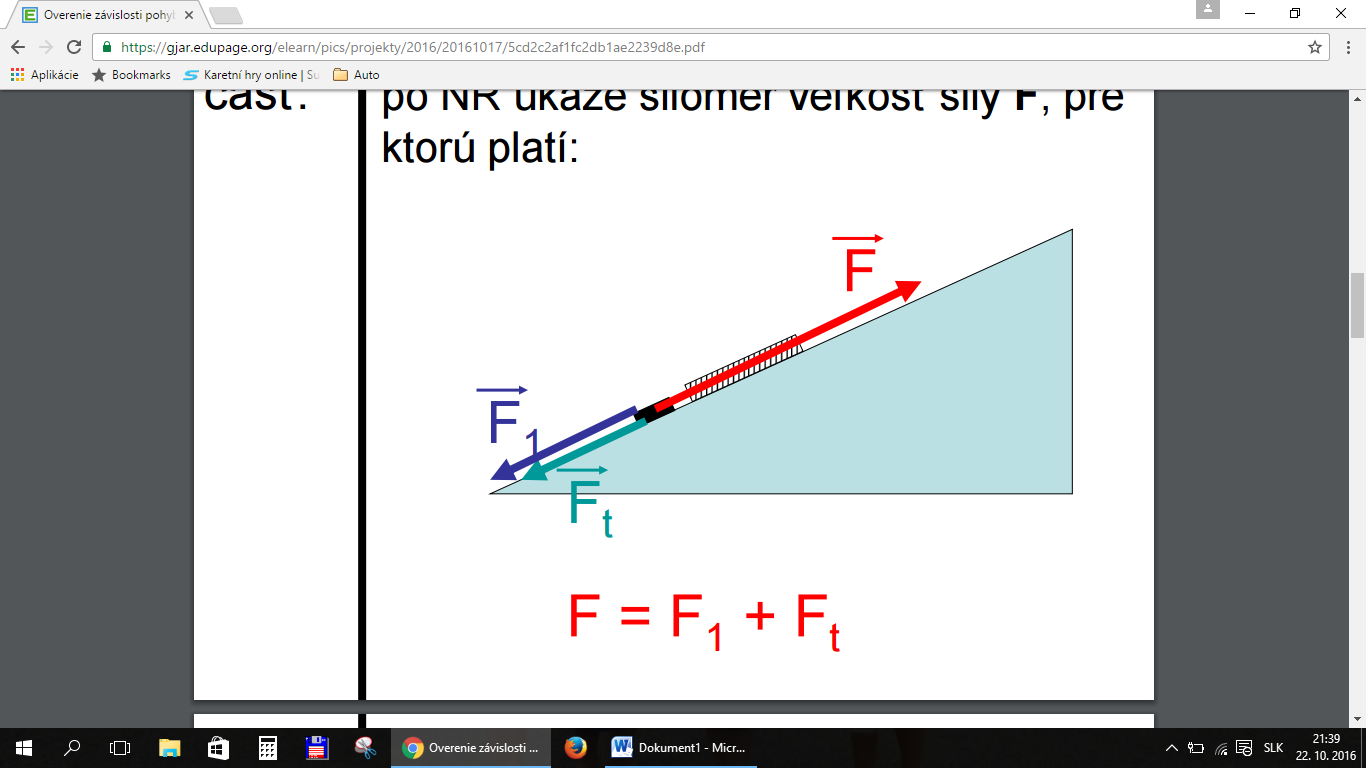 Overenie závislosti pohy
https://gjar.edupage.org/elearn/pics/projekty/2016/20161017/5cd2c2af1fc2db1ae2239d8e.pdf
Aplikácie Bookmarks Karetní hry online | Su Auto
časť:
po NR ukáže silomer veľkosť sily F, pre
ktorú platí:
F
F1
Ft
F = F1 + Ft
Overenie závislosti ... Dokument1 - Micr... SLK 21:39
22. 10. 2016